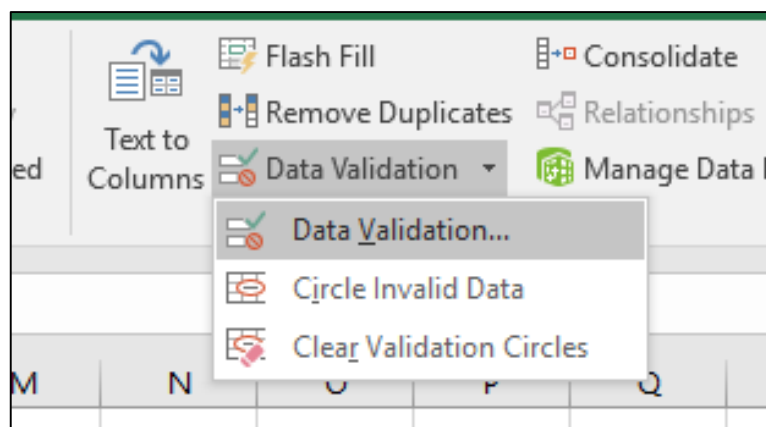 Flash Fill
Consolidate
Remove Duplicates
Relationships
Text to
Columns
ed
Data Validation
Manage Data
Data Validation...
Circle Invalid Data
Clear Validation Circles
M N O P Q